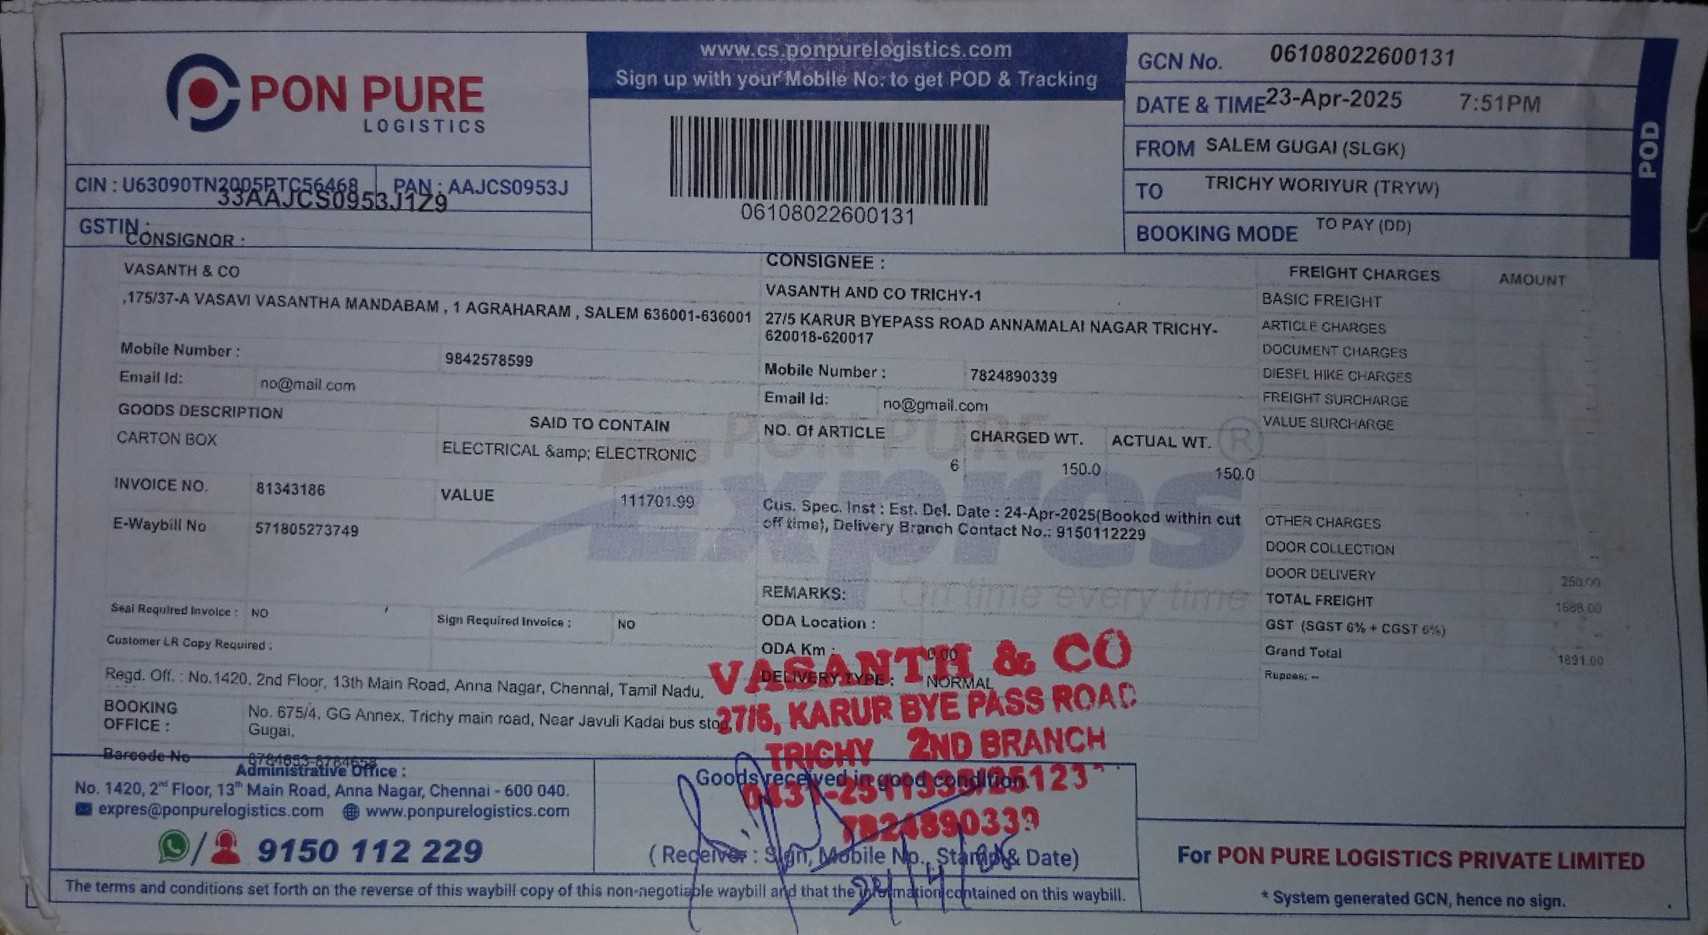 PON PURE
LOGISTICS
www.cs.ponpurelogistics.com
Sign up with your Mobile No. to get POD & Tracking
06108022600131
GCN No. 06108022600131
DATE & TIME 23-Apr-2025 7:51PM
FROM SALEM GUGAI (SLGK)
TO TRICHY WORIYUR (TRYW)
BOOKING MODE TO PAY (DD)
POD
CIN : U63090TN2005PTC56468 PAN : AAJCS0953J
33AAJCS0953J1Z9
GSTIN :
CONSIGNOR :
VASANTH & CO
,175/37-A VASAVI VASANTHA MANDABAM , 1 AGRAHARAM , SALEM 636001-636001
Mobile Number : 9842578599
Email Id: no@mail.com
GOODS DESCRIPTION SAID TO CONTAIN
CARTON BOX ELECTRICAL &amp; ELECTRONIC
INVOICE NO. 81343186 VALUE 111701.99
E-Waybill No 571805273749
Seal Required Invoice : NO Sign Required Invoice : NO
Customer LR Copy Required :
CONSIGNEE :
VASANTH AND CO TRICHY-1
27/5 KARUR BYEPASS ROAD ANNAMALAI NAGAR TRICHY-
620018-620017
Mobile Number : 7824890339
Email Id: no@gmail.com
NO. Of ARTICLE CHARGED WT. ACTUAL WT.
6 150.0 150.0
Cus. Spec. Inst : Est. Del. Date : 24-Apr-2025(Booked within cut
off time), Delivery Branch Contact No.: 9150112229
REMARKS:
ODA Location :
ODA Km : 0.00
DELIVERY TYPE : NORMAL
PON PURE
Expres ®
On time every time
FREIGHT CHARGES AMOUNT
BASIC FREIGHT
ARTICLE CHARGES
DOCUMENT CHARGES
DIESEL HIKE CHARGES
FREIGHT SURCHARGE
VALUE SURCHARGE
OTHER CHARGES
DOOR COLLECTION
DOOR DELIVERY 250.00
TOTAL FREIGHT 1688.00
GST (SGST 6% + CGST 6%)
Grand Total 1891.00
Rupees: --
Regd. Off. : No.1420, 2nd Floor, 13th Main Road, Anna Nagar, Chennai, Tamil Nadu,
BOOKING OFFICE : No. 675/4, GG Annex, Trichy main road, Near Javuli Kadai bus stop,
Gugai,
Barcode No 8784653-8784658
VASANTH & CO
27/5, KARUR BYE PASS ROAD
TRICHY 2ND BRANCH
7824890339
Administrative Office :
No. 1420, 2nd Floor, 13th Main Road, Anna Nagar, Chennai - 600 040.
expres@ponpurelogistics.com www.ponpurelogistics.com
9150 112 229
Goods received in good condition.
( Receiver : Sign, Mobile No., Stamp & Date)
For PON PURE LOGISTICS PRIVATE LIMITED
* System generated GCN, hence no sign.
The terms and conditions set forth on the reverse of this waybill copy of this non-negotiable waybill and that the information contained on this waybill.